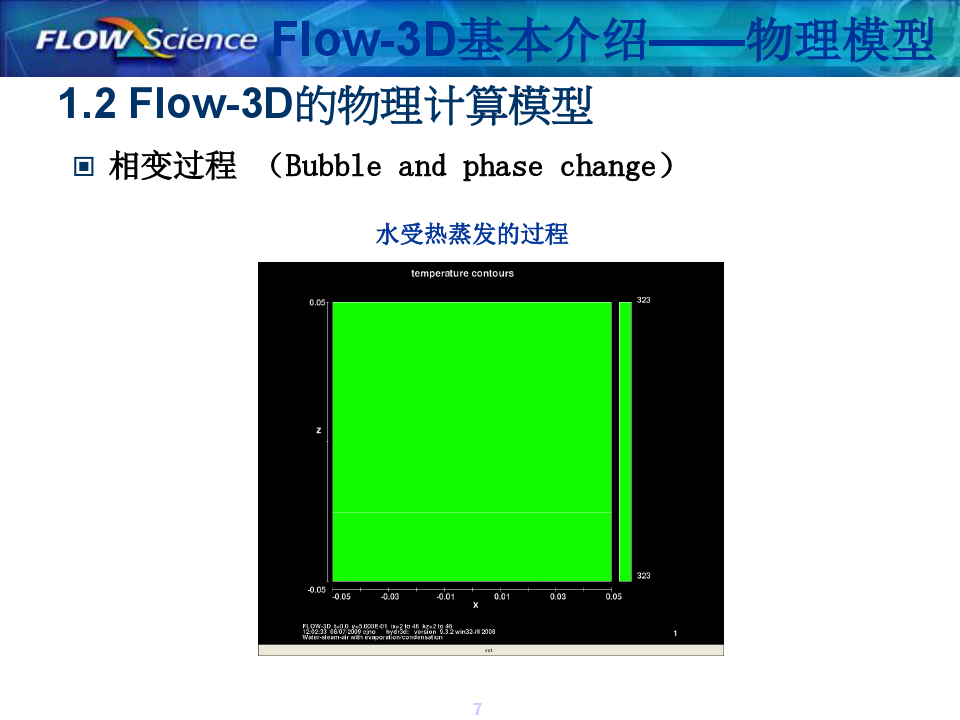 FLOW Science Flow-3D基本介绍——物理模型
1.2 Flow-3D的物理计算模型
相变过程 （Bubble and phase change）
水受热蒸发的过程
temperature contours
0.05
323
z
323
-0.05
-0.05 -0.03 -0.01 0.01 0.03 0.05
x
FLOW-3D t=0.0 y=5.000E-01 ix=2 to 46 kz=2 to 46
12:02:33 08/07/2009 cjno hydr3d: version 9.3.2 win32-ifl 2008
Water-steam-air with evaporation/condensation
1
7